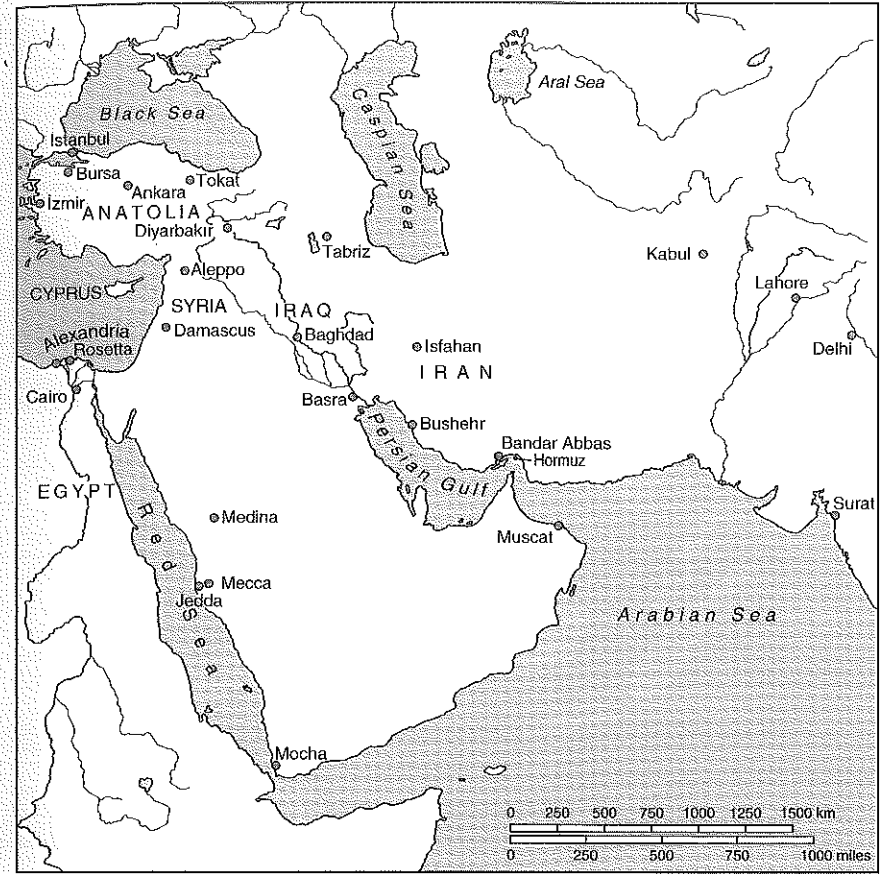 Aral Sea
Black Sea
Caspian Sea
Istanbul
Bursa
Ankara
Tokat
İzmir
ANATOLIA
Diyarbakır
Tabriz
Kabul
Aleppo
Lahore
CYPRUS
SYRIA
IRAQ
Alexandria
Rosetta
Damascus
Baghdad
Isfahan
Delhi
IRAN
Cairo
Basra
Bushehr
Persian Gulf
Bandar Abbas
Hormuz
EGYPT
Red Sea
Medina
Muscat
Surat
Mecca
Jedda
Arabian Sea
Mocha
0 250 500 750 1000 1250 1500 km
0 250 500 750 1000 miles